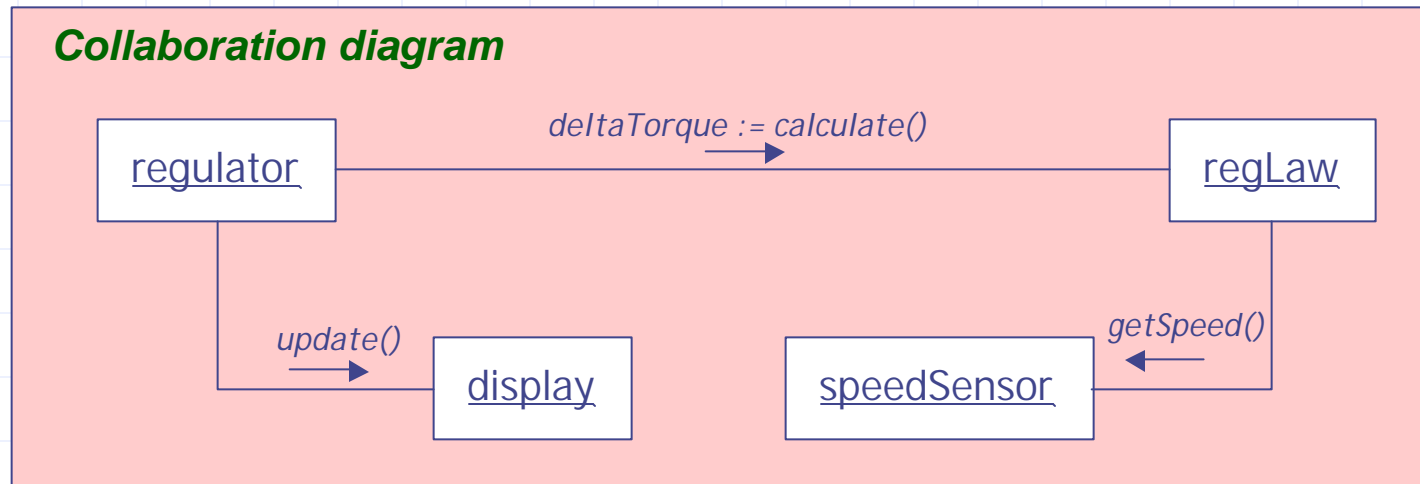 Collaboration diagram
deltaTorque := calculate()
regulator
regLaw
update()
getSpeed()
display
speedSensor